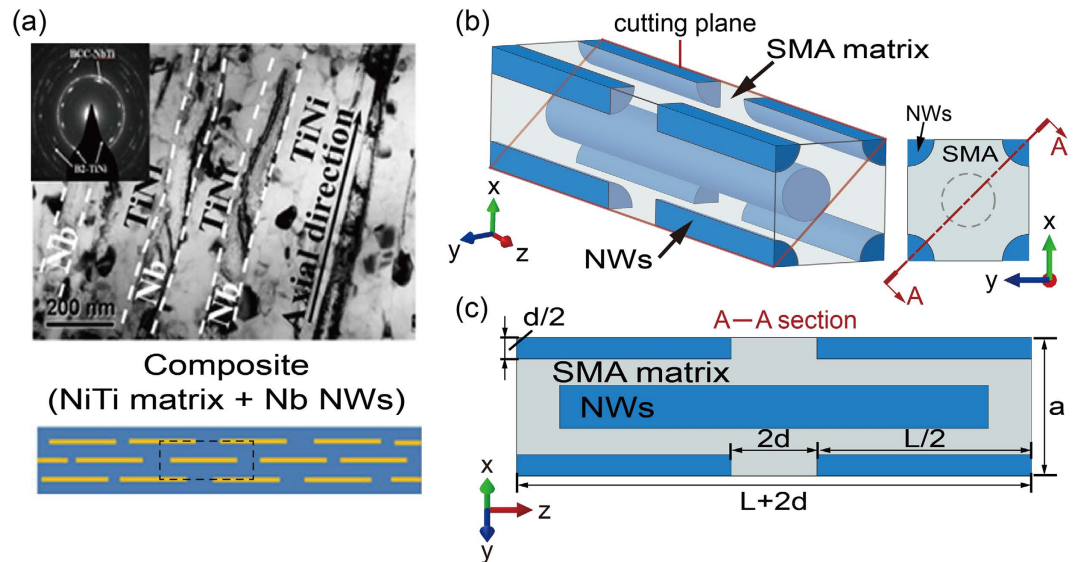 (a)
BCC-NbTi
B2-TiNi
Nb
TiNi
Nb
TiNi
Nb
Axial direction
TiNi
200 nm
Composite
(NiTi matrix + Nb NWs)
(b)
cutting plane
SMA matrix
NWs
x
y
z
NWs
SMA
A
A
x
y
(c)
A—A section
d/2
SMA matrix
NWs
2d
L/2
a
L+2d
x
z
y